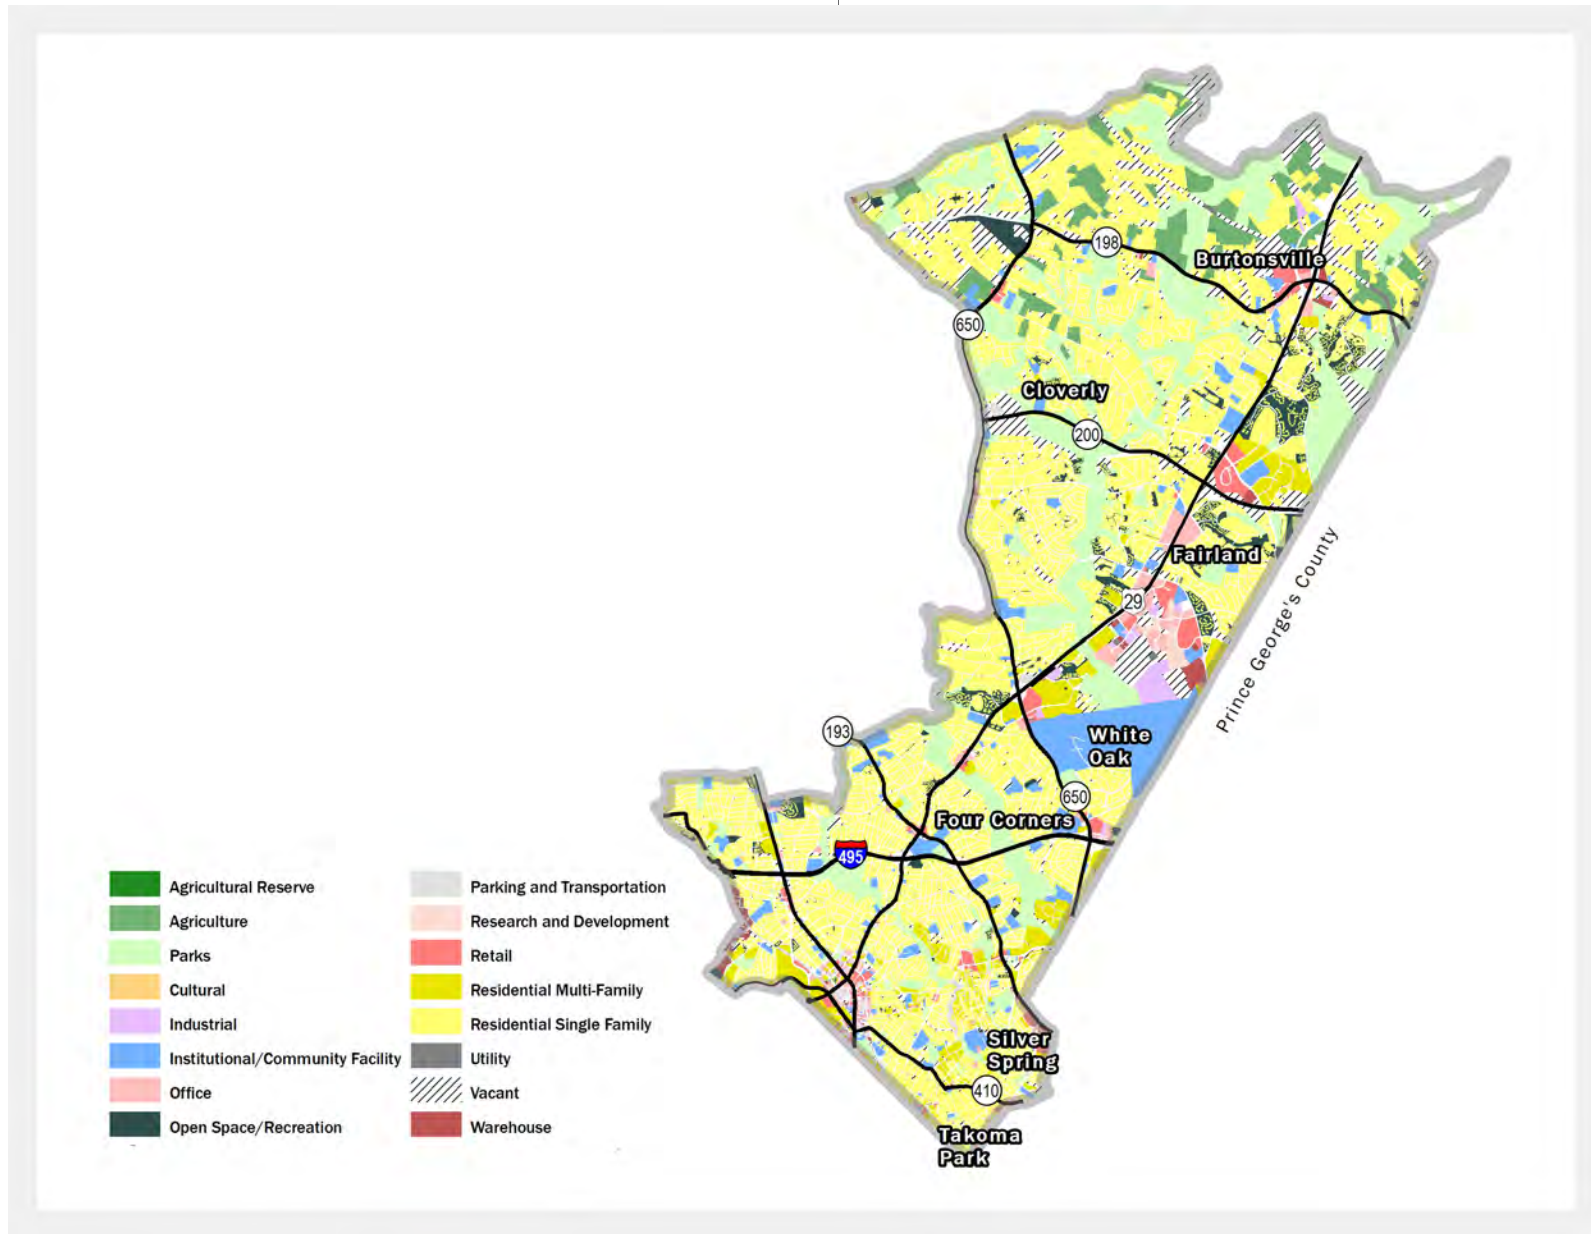 198
Burtonsville
650
Cloverly
200
Fairland
29
Prince George's County
193
White
Oak
650
Four Corners
495
Silver
Spring
410
Takoma
Park
Agricultural Reserve
Agriculture
Parks
Cultural
Industrial
Institutional/Community Facility
Office
Open Space/Recreation
Parking and Transportation
Research and Development
Retail
Residential Multi-Family
Residential Single Family
Utility
Vacant
Warehouse